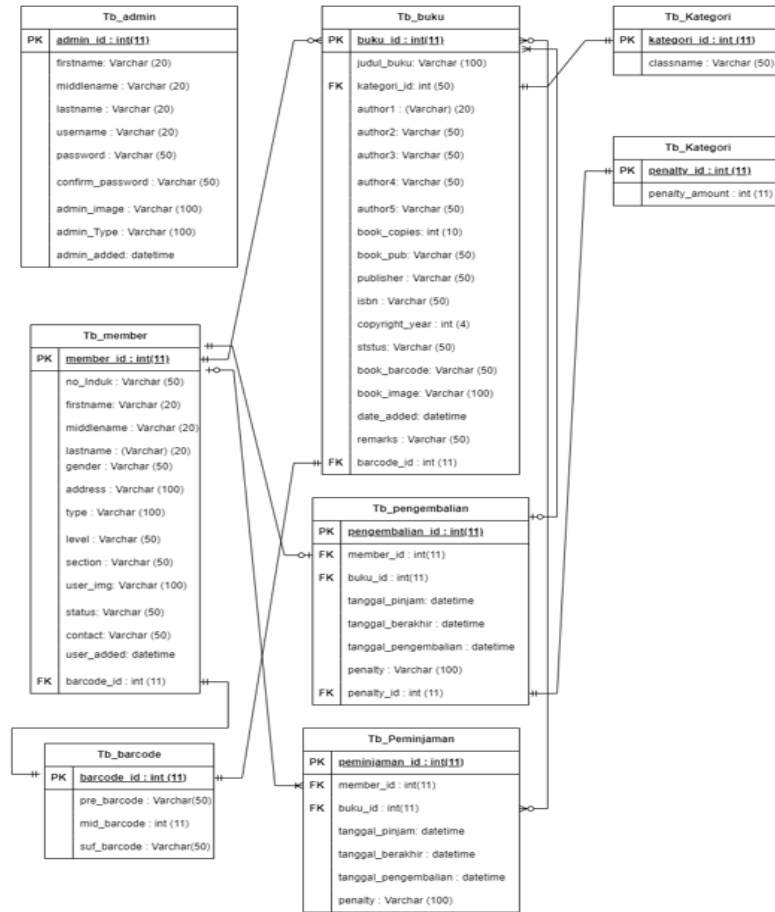 Tb_admin
PK admin_id : int(11)
firstname: Varchar (20)
middlename : Varchar (20)
lastname : Varchar (20)
username : Varchar (20)
password : Varchar (50)
confirm_password : Varchar (50)
admin_image : Varchar (100)
admin_Type : Varchar (100)
admin_added: datetime
Tb_buku
PK buku_id : int(11)
judul_buku: Varchar (100)
FK kategori_id: int (50)
author1 : (Varchar) (20)
author2: Varchar (50)
author3: Varchar (50)
author4: Varchar (50)
author5: Varchar (50)
book_copies: int (10)
book_pub: Varchar (50)
publisher : Varchar (50)
isbn : Varchar (50)
copyright_year : int (4)
ststus: Varchar (50)
book_barcode : Varchar (50)
book_image: Varchar (100)
date_added: datetime
remarks : Varchar (50)
FK barcode_id : int (11)
Tb_Kategori
PK kategori_id : int (11)
classname : Varchar (50)
Tb_Kategori
PK penalty_id : int (11)
penalty_amount : int (11)
Tb_member
PK member_id : int(11)
no_Induk : Varchar (50)
firstname: Varchar (20)
middlename : Varchar (20)
lastname : (Varchar) (20)
gender : Varchar (50)
address : Varchar (100)
type : Varchar (100)
level : Varchar (50)
section : Varchar (50)
user_img : Varchar (100)
status: Varchar (50)
contact: Varchar (50)
user_added: datetime
FK barcode_id : int (11)
Tb_pengembalian
PK pengembalian_id : int(11)
FK member_id : int(11)
FK buku_id : int(11)
tanggal_pinjam: datetime
tanggal_berakhir : datetime
tanggal_pengembalian : datetime
penalty : Varchar (100)
FK penalty_id : int (11)
Tb_barcode
PK barcode_id : int (11)
pre_barcode : Varchar(50)
mid_barcode : int (11)
suf_barcode : Varchar(50)
Tb_Peminjaman
PK peminjaman_id : int(11)
FK member_id : int(11)
FK buku_id : int(11)
tanggal_pinjam: datetime
tanggal_berakhir : datetime
tanggal_pengembalian : datetime
penalty : Varchar (100)